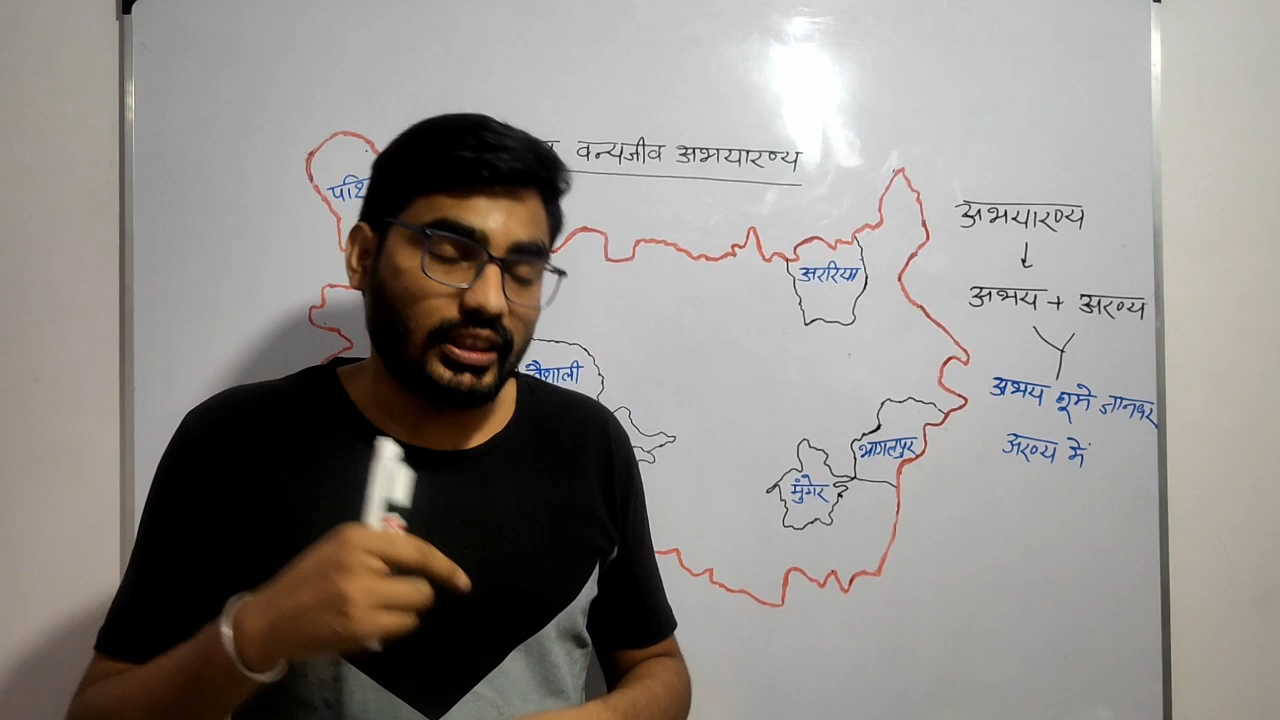 वन्यजीव अभयारण्य
पश्चि
अररिया
वैशाली
भागलपुर
मुंगेर
अभयारण्य
↓
अभय + अरण्य
अभय घूमे जानवर
अरण्य में